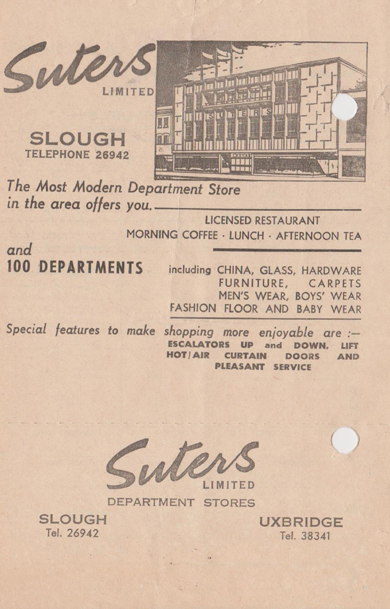 Suters
LIMITED
SLOUGH
TELEPHONE 26942
The Most Modern Department Store
in the area offers you.
LICENSED RESTAURANT
MORNING COFFEE · LUNCH · AFTERNOON TEA
and
100 DEPARTMENTS
including CHINA, GLASS, HARDWARE
FURNITURE, CARPETS
MEN'S WEAR, BOYS' WEAR
FASHION FLOOR AND BABY WEAR
Special features to make shopping more enjoyable are :—
ESCALATORS UP and DOWN, LIFT
HOT/AIR CURTAIN DOORS AND
PLEASANT SERVICE
Suters
LIMITED
DEPARTMENT STORES
SLOUGH
Tel. 26942
UXBRIDGE
Tel. 38341